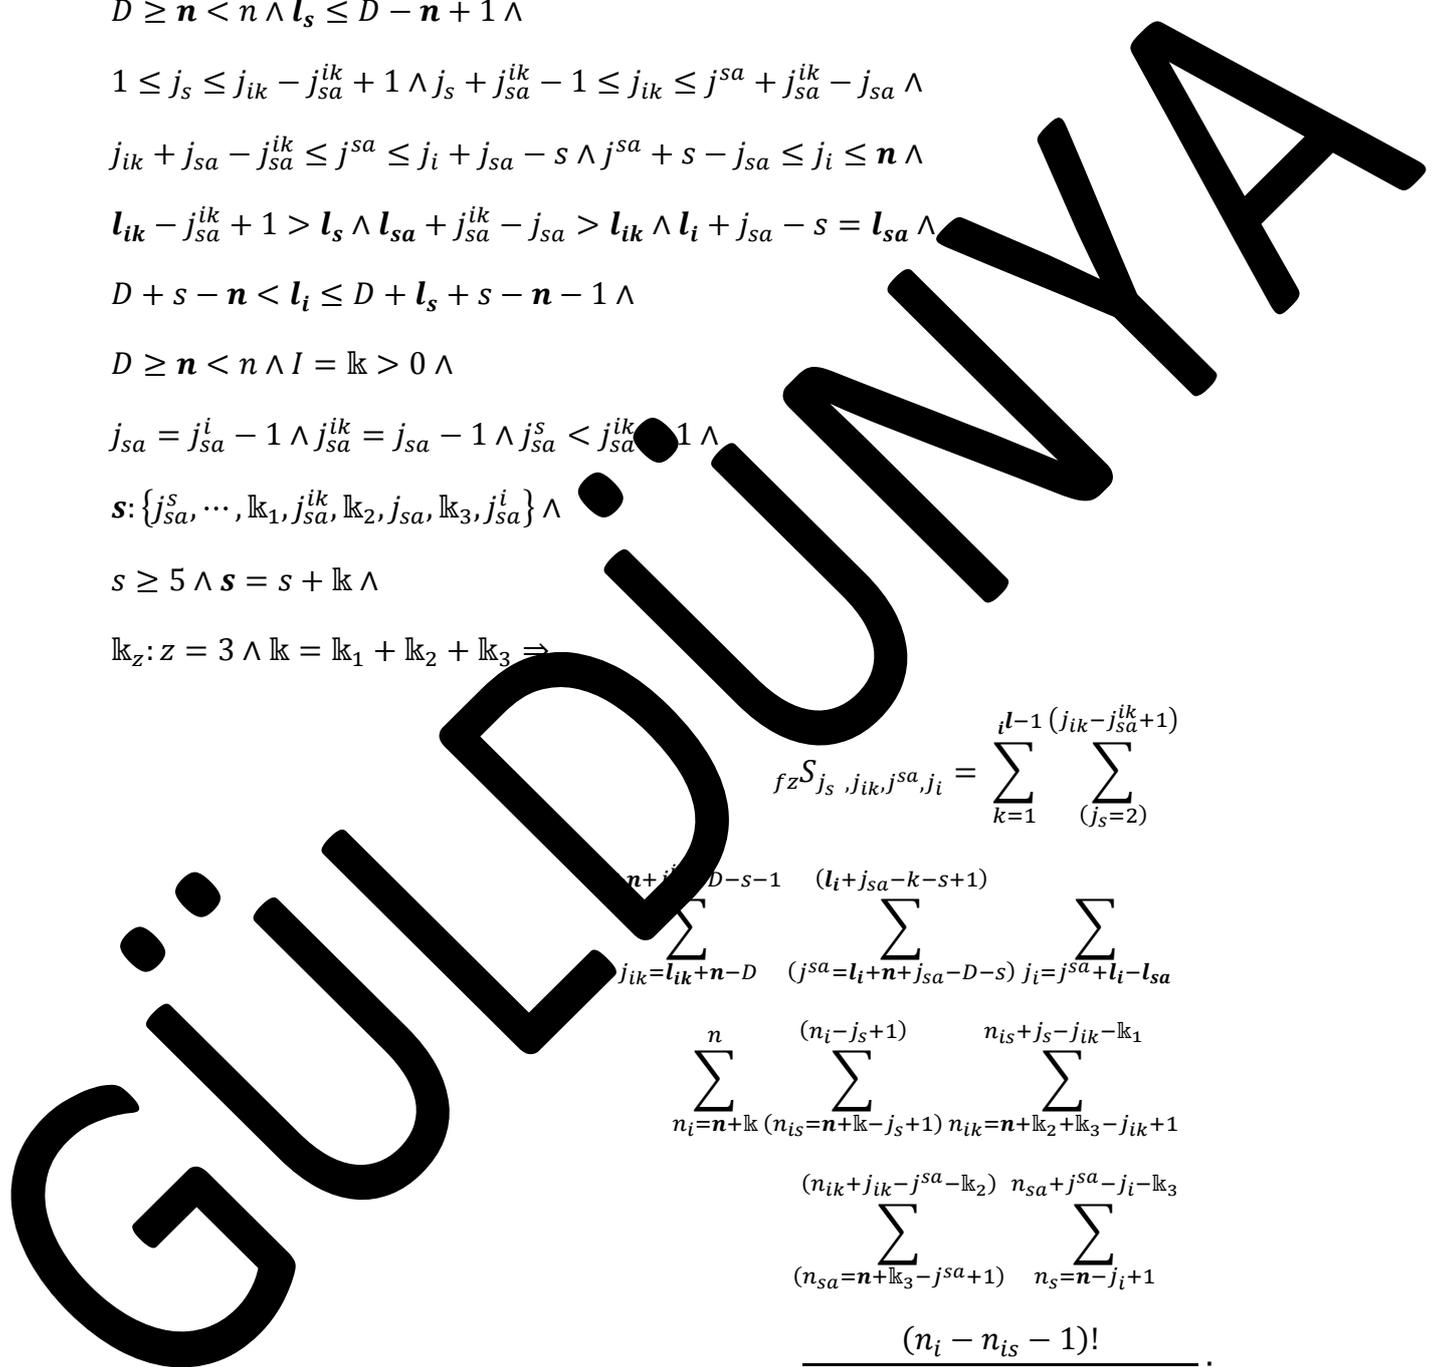 D ≥ n < n ∧ l_s ≤ D − n + 1 ∧
1 ≤ j_s ≤ j_{ik} − j_{sa}^{ik} + 1 ∧ j_s + j_{sa}^{ik} − 1 ≤ j_{ik} ≤ j^{sa} + j_{sa}^{ik} − j_{sa} ∧
j_{ik} + j_{sa} − j_{sa}^{ik} ≤ j^{sa} ≤ j_i + j_{sa} − s ∧ j^{sa} + s − j_{sa} ≤ j_i ≤ n ∧
l_{ik} − j_{sa}^{ik} + 1 > l_s ∧ l_{sa} + j_{sa}^{ik} − j_{sa} > l_{ik} ∧ l_i + j_{sa} − s = l_{sa} ∧
D + s − n < l_i ≤ D + l_s + s − n − 1 ∧
D ≥ n < n ∧ I = 𝕜 > 0 ∧
j_{sa} = j_{sa}^{i} − 1 ∧ j_{sa}^{ik} = j_{sa} − 1 ∧ j_{sa}^{s} < j_{sa}^{ik} 1 ∧
s: {j_{sa}^{s}, ⋯, 𝕜_1, j_{sa}^{ik}, 𝕜_2, j_{sa}, 𝕜_3, j_{sa}^{i}} ∧
s ≥ 5 ∧ s = s + 𝕜 ∧
𝕜_z: z = 3 ∧ 𝕜 = 𝕜_1 + 𝕜_2 + 𝕜_3 ⇒
_{fz}S_{j_s ,j_{ik},j^{sa},j_i} = ∑_{k=1}^{_il−1} ∑_{(j_s=2)}^{(j_{ik}−j_{sa}^{ik}+1)}
∑_{j_{ik}=l_{ik}+n−D}^{n+ D−s−1} ∑_{(j^{sa}=l_i+n+j_{sa}−D−s)}^{(l_i+j_{sa}−k−s+1)} ∑_{j_i=j^{sa}+l_i−l_{sa}}
∑_{n_i=n+𝕜}^{n} ∑_{(n_{is}=n+𝕜−j_s+1)}^{(n_i−j_s+1)} ∑_{n_{ik}=n+𝕜_2+𝕜_3−j_{ik}+1}^{n_{is}+j_s−j_{ik}−𝕜_1}
∑_{(n_{sa}=n+𝕜_3−j^{sa}+1)}^{(n_{ik}+j_{ik}−j^{sa}−𝕜_2)} ∑_{n_s=n−j_i+1}^{n_{sa}+j^{sa}−j_i−𝕜_3}
(n_i − n_{is} − 1)! .
GÜLDÜNYA